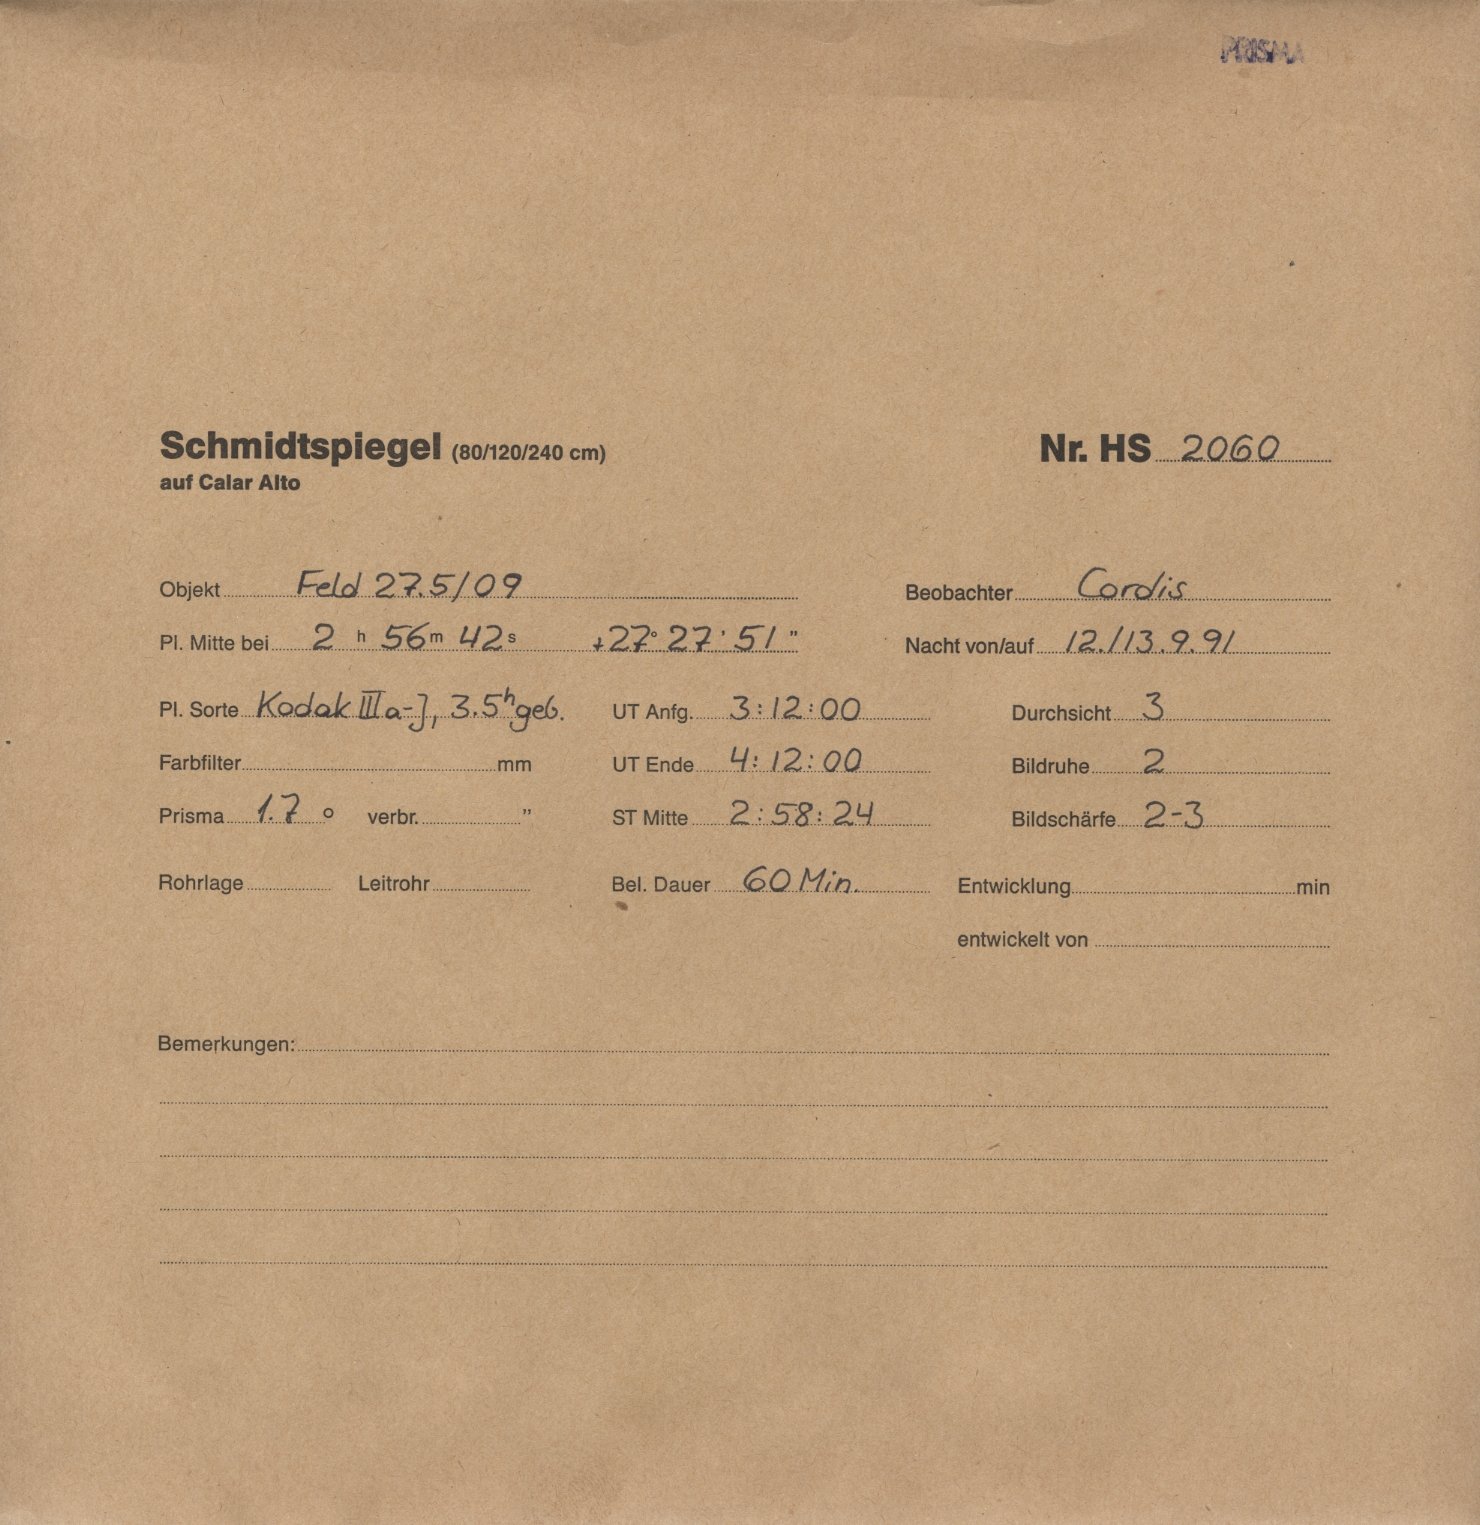 PRISMA
Schmidtspiegel (80/120/240 cm) Nr. HS 2060
auf Calar Alto
Objekt Feld 27.5/09 Beobachter Cordis
Pl. Mitte bei 2 h 56 m 42 s +27° 27' 51" Nacht von/auf 12./13.9.91
Pl. Sorte Kodak IIIa-J, 3.5h geb. UT Anfg. 3:12:00 Durchsicht 3
Farbfilter mm UT Ende 4:12:00 Bildruhe 2
Prisma 1.7 ° verbr. " ST Mitte 2:58:24 Bildschärfe 2-3
Rohrlage Leitrohr Bel. Dauer 60 Min. Entwicklung min
entwickelt von
Bemerkungen: